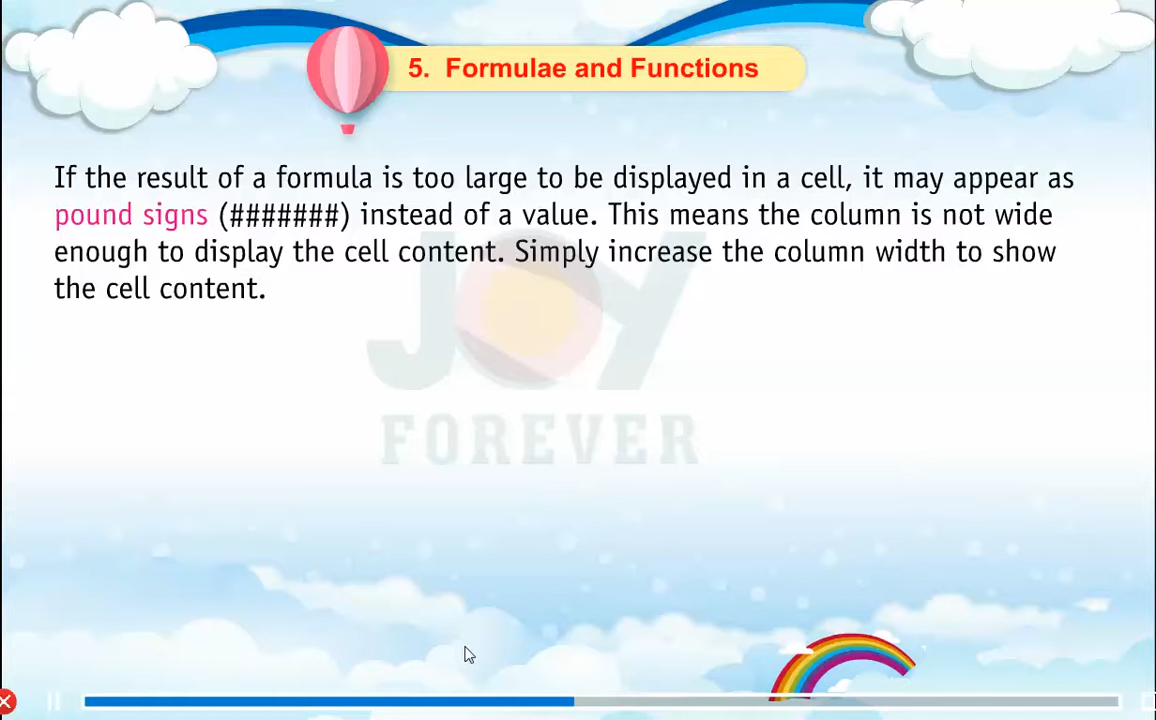 5. Formulae and Functions
If the result of a formula is too large to be displayed in a cell, it may appear as
pound signs (#######) instead of a value. This means the column is not wide
enough to display the cell content. Simply increase the column width to show
the cell content.
JOY
FOREVER